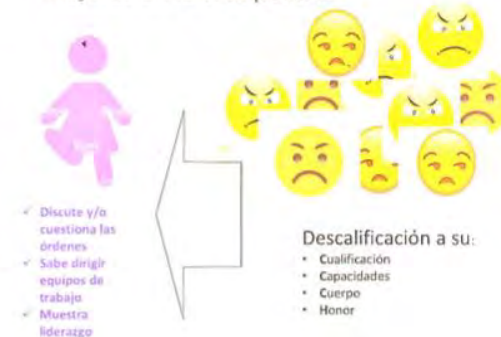 ✓ Discute y/o
cuestiona las
órdenes
✓ Sabe dirigir
equipos de
trabajo
✓ Muestra
liderazgo
Descalificación a su:
• Cualificación
• Capacidades
• Cuerpo
• Honor